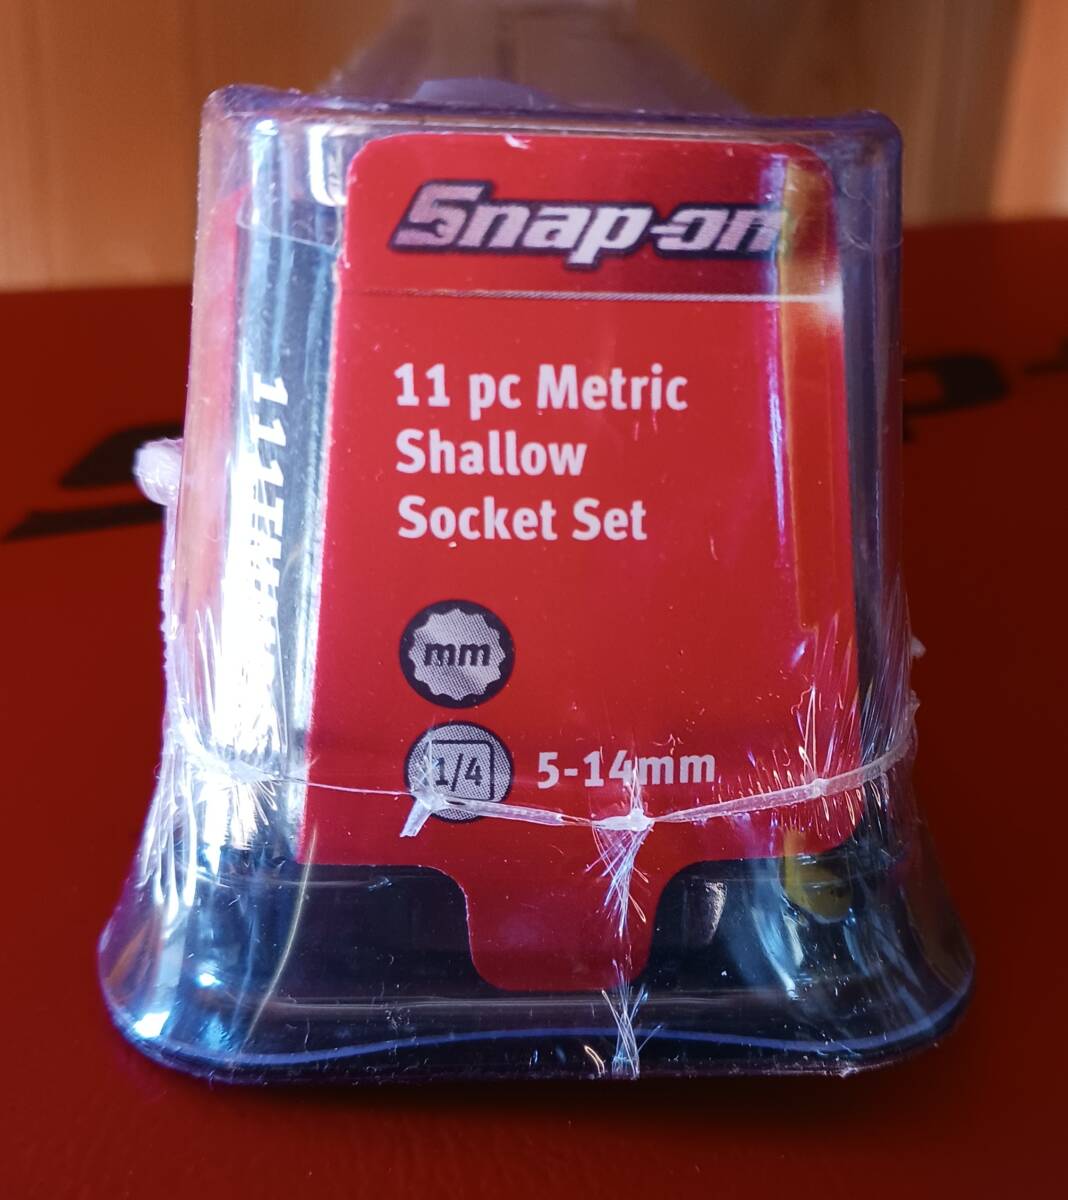 Snap-on
11 pc Metric
Shallow
Socket Set
mm
1/4
5-14mm